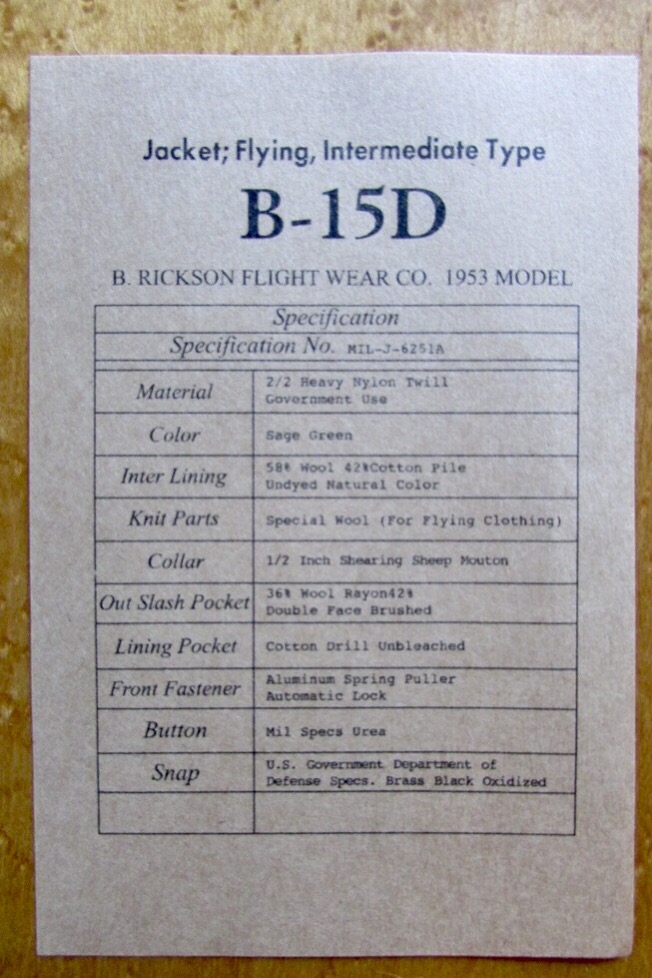 Jacket; Flying, Intermediate Type
B-15D
B. RICKSON FLIGHT WEAR CO. 1953 MODEL
Specification
Specification No. MIL-J-6251A
Material
2/2 Heavy Nylon Twill
Government Use
Color
Sage Green
Inter Lining
58% Wool 42%Cotton Pile
Undyed Natural Color
Knit Parts
Special Wool (For Flying Clothing)
Collar
1/2 Inch Shearing Sheep Mouton
Out Slash Pocket
36% Wool Rayon42%
Double Face Brushed
Lining Pocket
Cotton Drill Unbleached
Front Fastener
Aluminum Spring Puller
Automatic Lock
Button
Mil Specs Urea
Snap
U.S. Government Department of
Defense Specs. Brass Black Oxidized